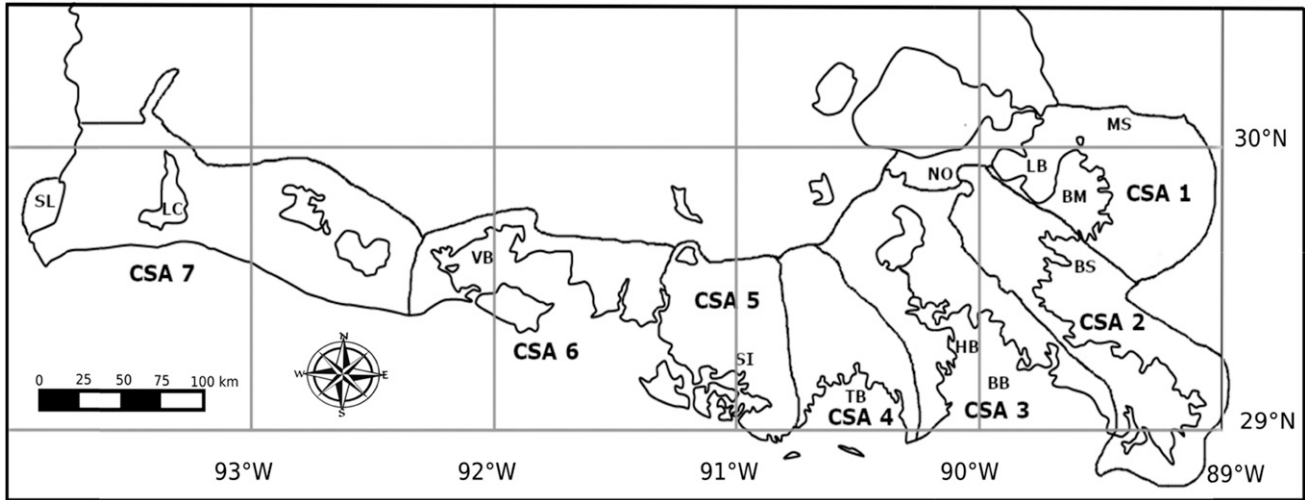 MS
30°N
LB
NO
BM
CSA 1
SL
LC
VB
BS
CSA 7
CSA 5
CSA 2
CSA 6
HB
SI
N
W E
S
0 25 50 75 100 km
BB
TB
CSA 4
CSA 3
29°N
93°W 92°W 91°W 90°W 89°W